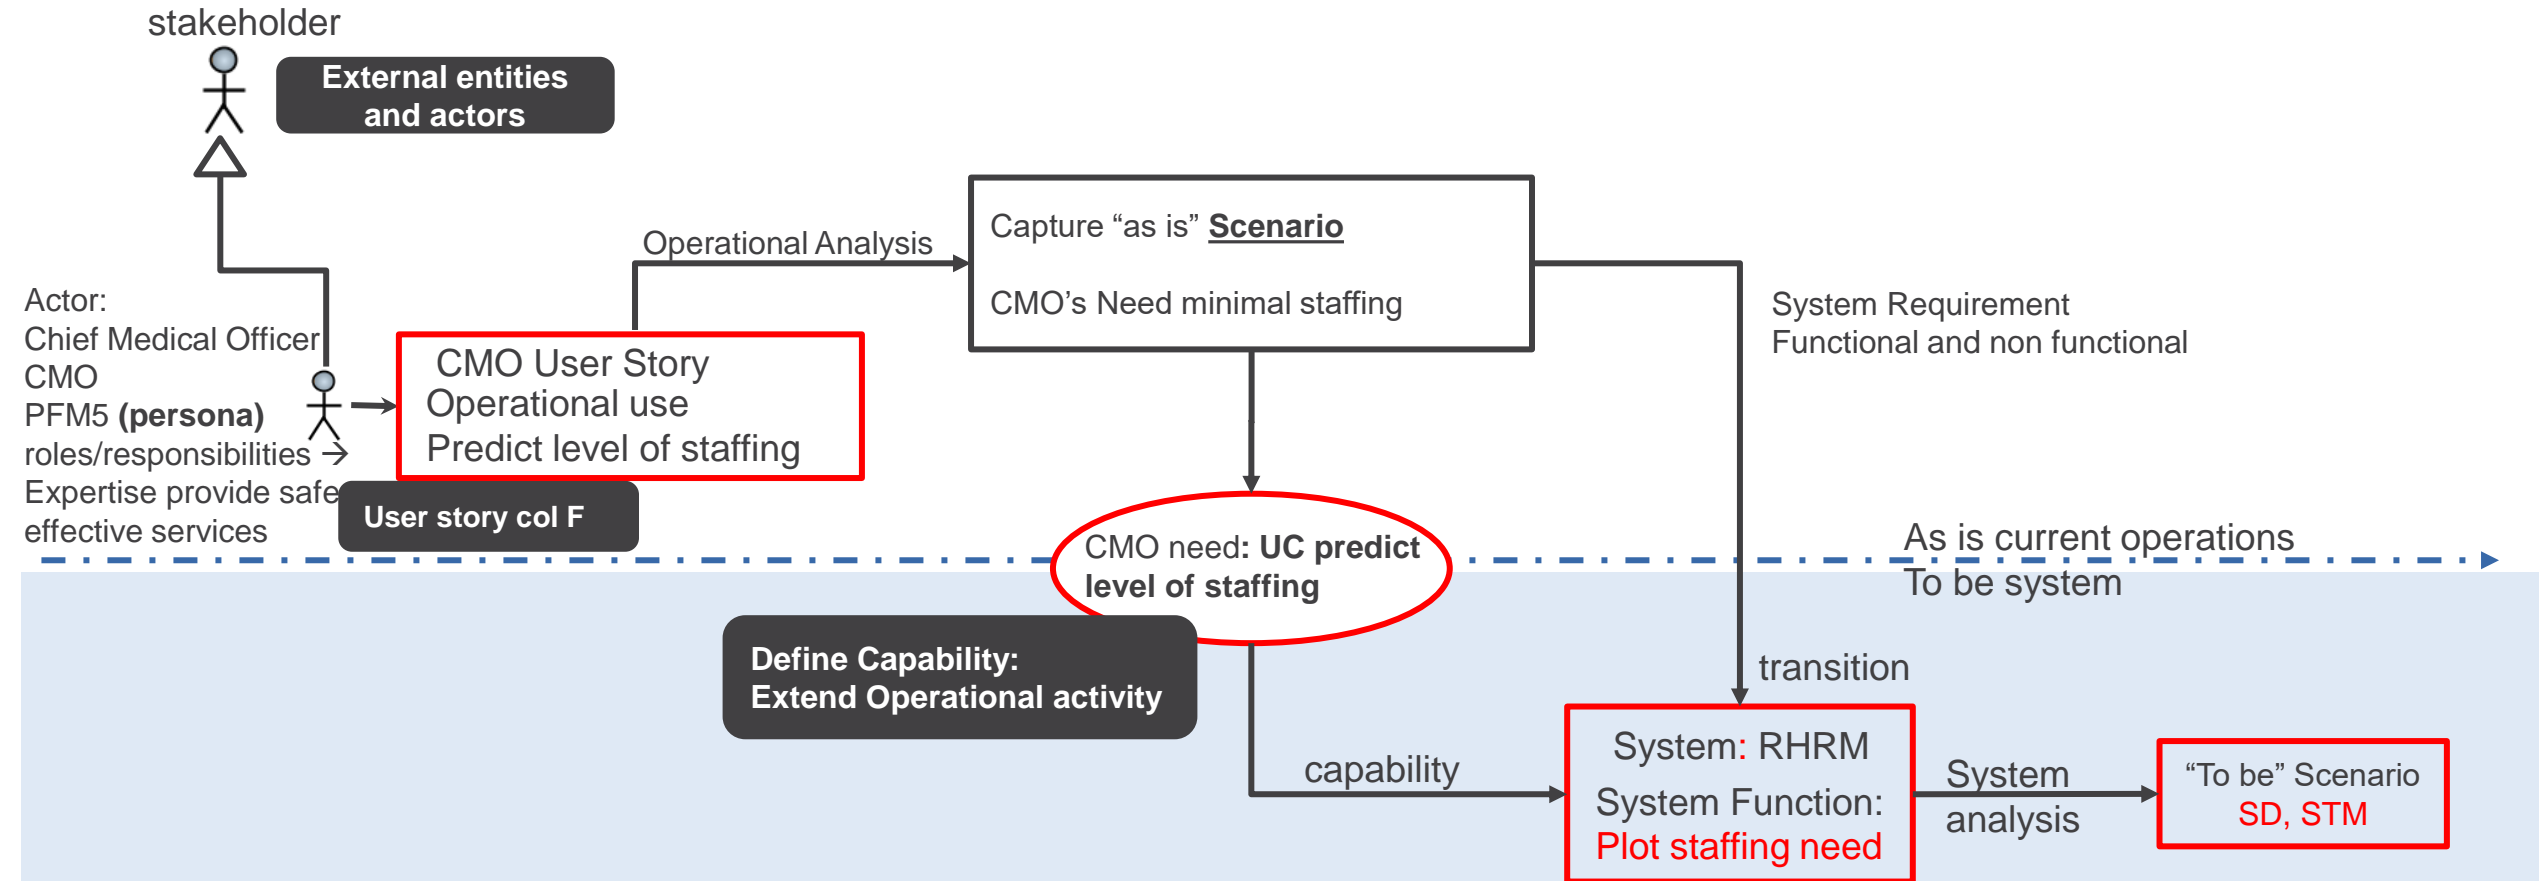 stakeholder
External entities
and actors
Operational Analysis
Capture “as is” Scenario
CMO’s Need minimal staffing
Actor:
Chief Medical Officer
CMO
PFM5 (persona)
roles/responsibilities →
Expertise provide safe
effective services
CMO User Story
Operational use
Predict level of staffing
User story col F
System Requirement
Functional and non functional
CMO need: UC predict
level of staffing
As is current operations
To be system
Define Capability:
Extend Operational activity
transition
capability
System: RHRM
System Function:
Plot staffing need
System
analysis
“To be” Scenario
SD, STM